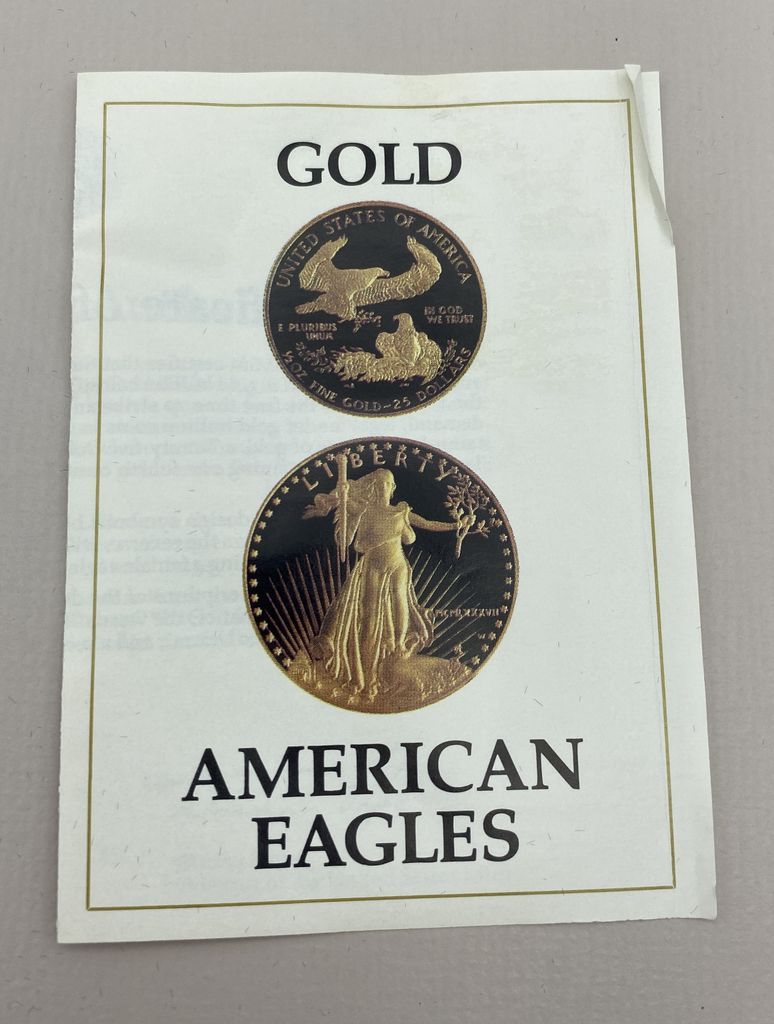 GOLD
UNITED STATES OF AMERICA
E PLURIBUS
UNUM
IN GOD
WE TRUST
½ OZ FINE GOLD-25 DOLLARS
LIBERTY
MCMLXXXVII
W
AMERICAN
EAGLES